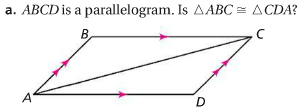 a. ABCD is a parallelogram. Is △ABC ≅ △CDA?
B C
A D